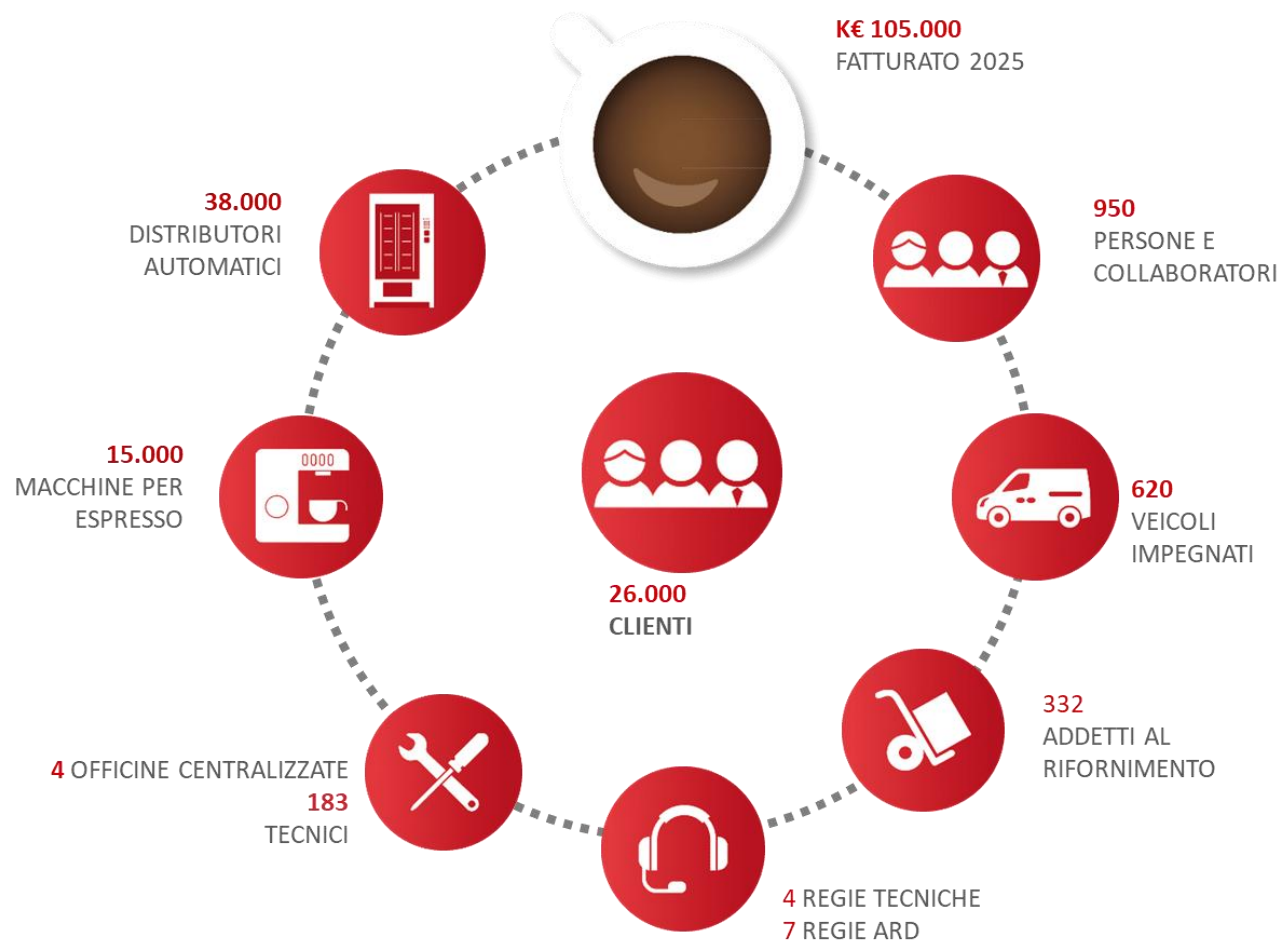 K€ 105.000
FATTURATO 2025
38.000
DISTRIBUTORI
AUTOMATICI
950
PERSONE E
COLLABORATORI
15.000
MACCHINE PER
ESPRESSO
26.000
CLIENTI
620
VEICOLI
IMPEGNATI
4 OFFICINE CENTRALIZZATE
183
TECNICI
332
ADDETTI AL
RIFORNIMENTO
4 REGIE TECNICHE
7 REGIE ARD